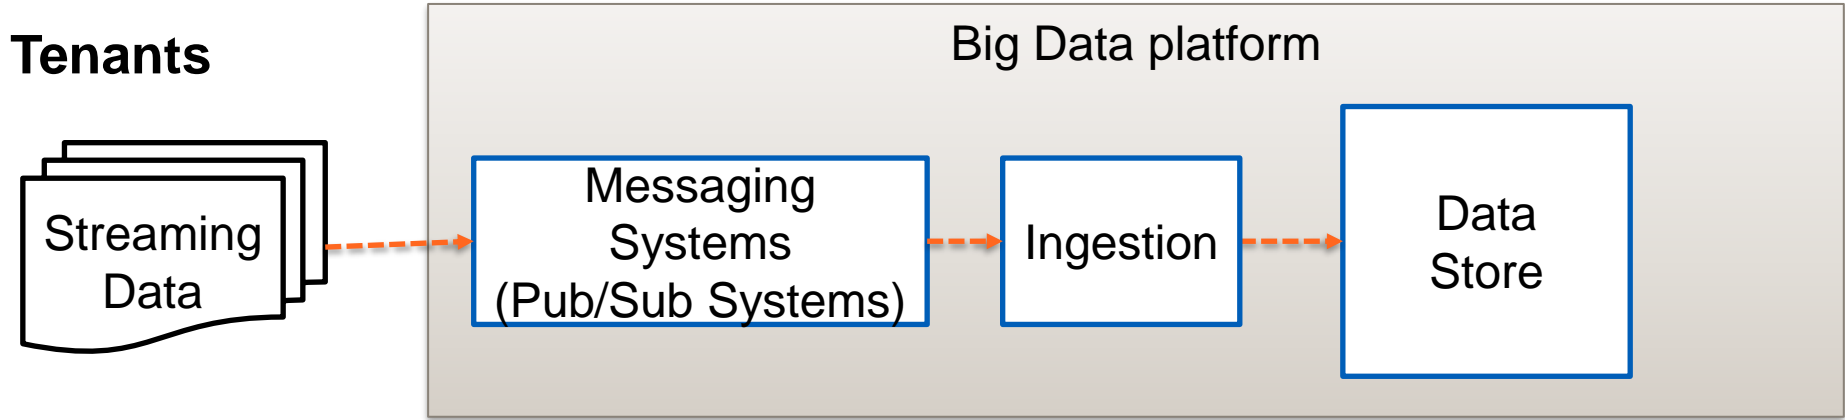 Tenants
Big Data platform
Streaming
Data
Messaging
Systems
(Pub/Sub Systems)
Ingestion
Data
Store